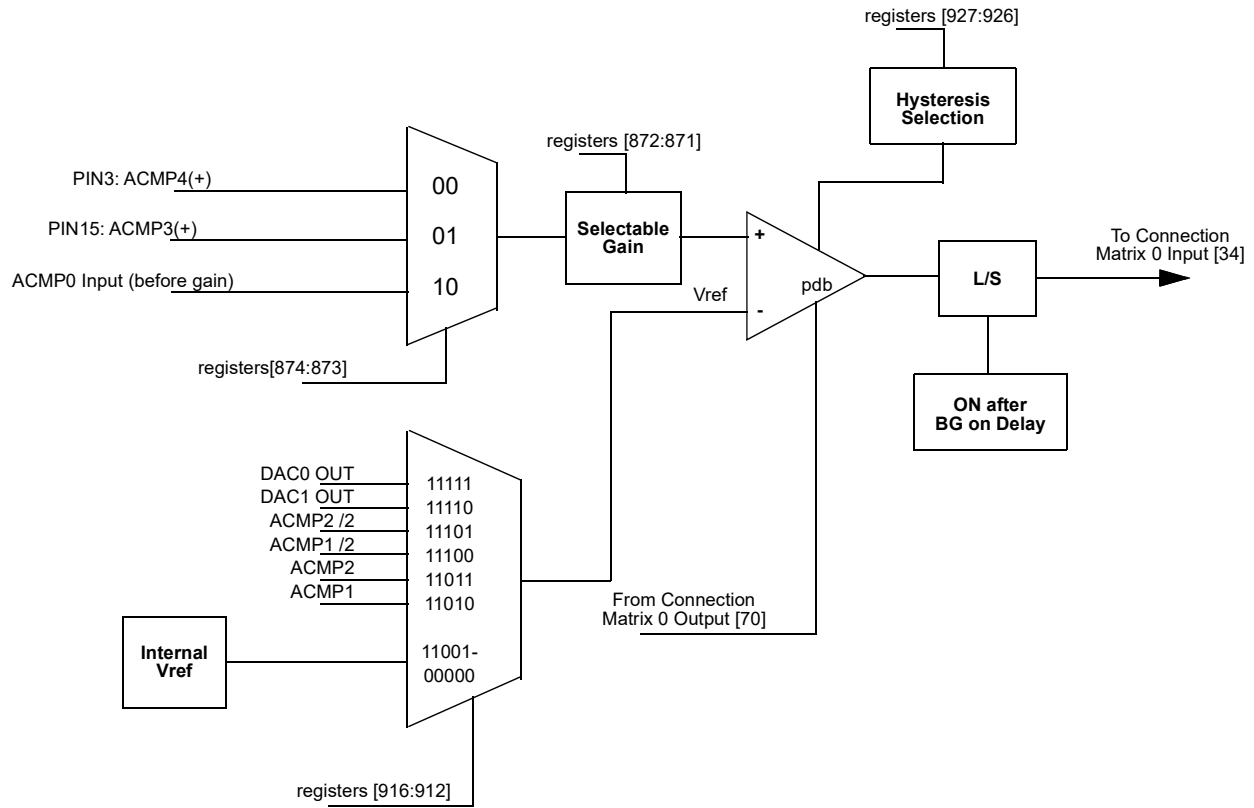 registers [927:926]
Hysteresis
Selection
registers [872:871]
PIN3: ACMP4(+)
00
PIN15: ACMP3(+)
01
Selectable
Gain
+
To Connection
Matrix 0 Input [34]
ACMP0 Input (before gain)
10
Vref
pdb
-
L/S
registers[874:873]
ON after
BG on Delay
DAC0 OUT
11111
DAC1 OUT
11110
ACMP2 /2
11101
ACMP1 /2
11100
ACMP2
11011
ACMP1
11010
From Connection
Matrix 0 Output [70]
Internal
Vref
11001-
00000
registers [916:912]